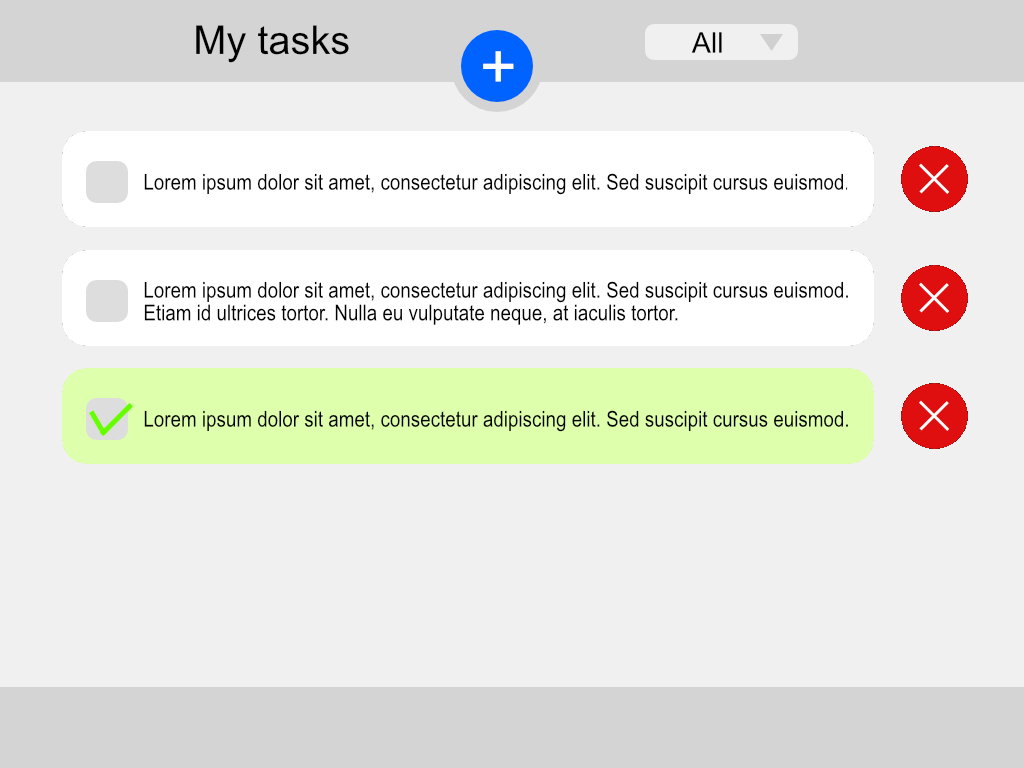 My tasks
All
Lorem ipsum dolor sit amet, consectetur adipiscing elit. Sed suscipit cursus euismod.
Lorem ipsum dolor sit amet, consectetur adipiscing elit. Sed suscipit cursus euismod.
Etiam id ultrices tortor. Nulla eu vulputate neque, at iaculis tortor.
Lorem ipsum dolor sit amet, consectetur adipiscing elit. Sed suscipit cursus euismod.